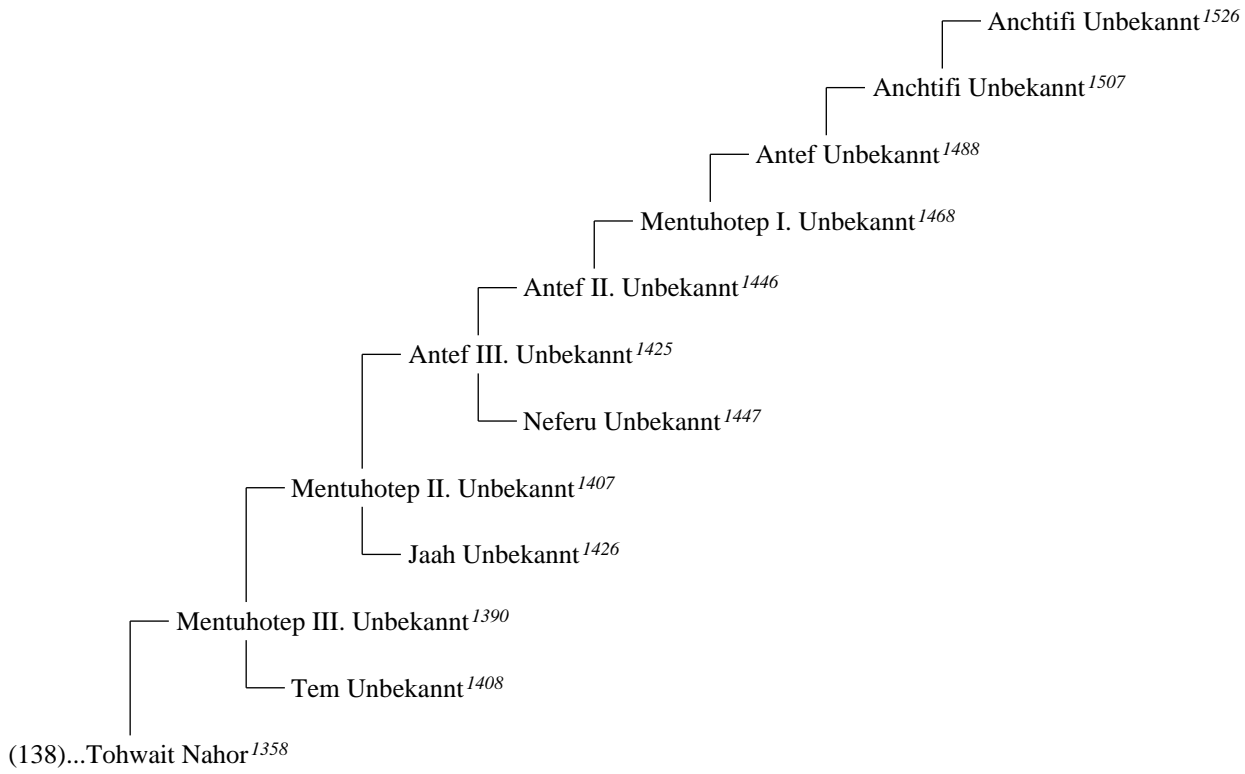 Anchtifi Unbekannt 1526
Anchtifi Unbekannt 1507
Antef Unbekannt 1488
Mentuhotep I. Unbekannt 1468
Antef II. Unbekannt 1446
Antef III. Unbekannt 1425
Neferu Unbekannt 1447
Mentuhotep II. Unbekannt 1407
Jaah Unbekannt 1426
Mentuhotep III. Unbekannt 1390
Tem Unbekannt 1408
(138)...Tohwait Nahor 1358